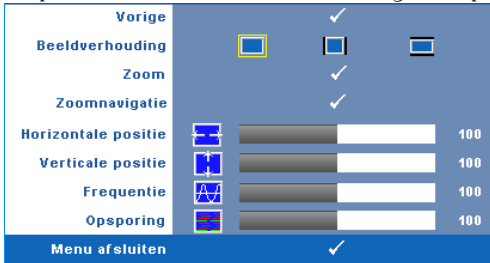 Vorige
Beeldverhouding
Zoom
Zoomnavigatie
Horizontale positie 100
Verticale positie 100
Frequentie 100
Opsporing 100
Menu afsluiten